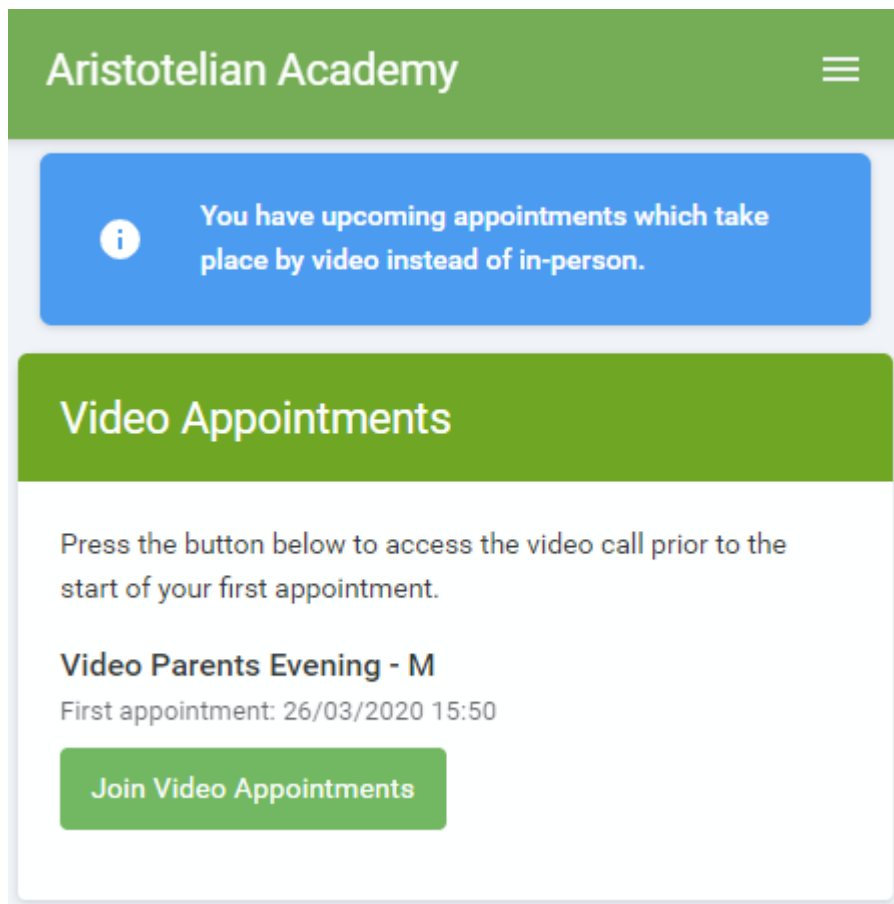 Aristotelian Academy
You have upcoming appointments which take
place by video instead of in-person.
Video Appointments
Press the button below to access the video call prior to the
start of your first appointment.
Video Parents Evening - M
First appointment: 26/03/2020 15:50
Join Video Appointments